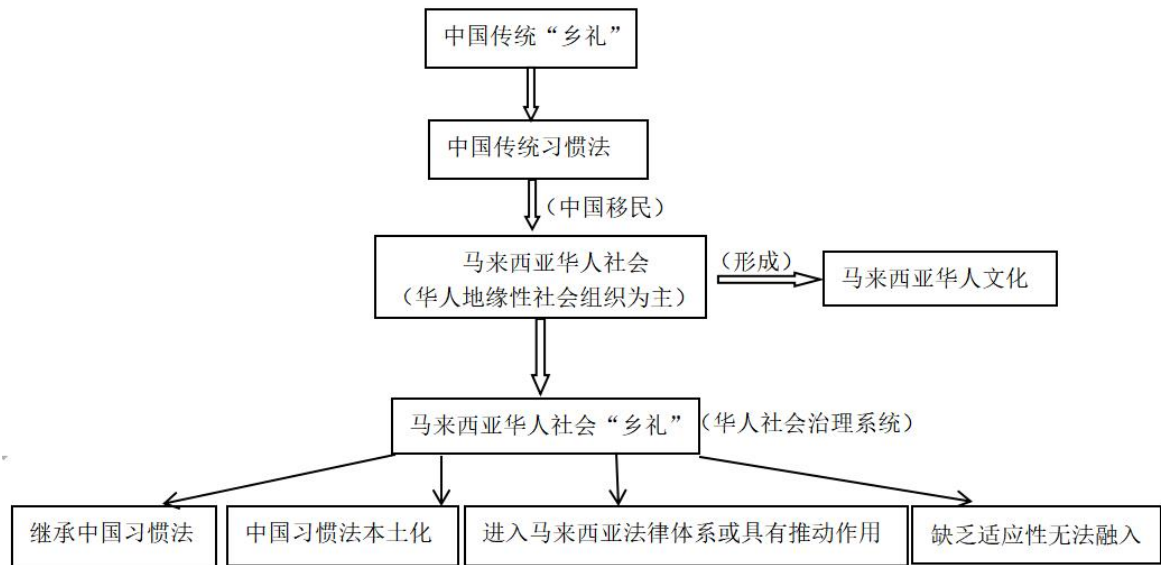 中国传统“乡礼”
中国传统习惯法
（中国移民）
马来西亚华人社会
（华人地缘性社会组织为主）
（形成）
马来西亚华人文化
马来西亚华人社会“乡礼”
（华人社会治理系统）
继承中国习惯法
中国习惯法本土化
进入马来西亚法律体系或具有推动作用
缺乏适应性无法融入